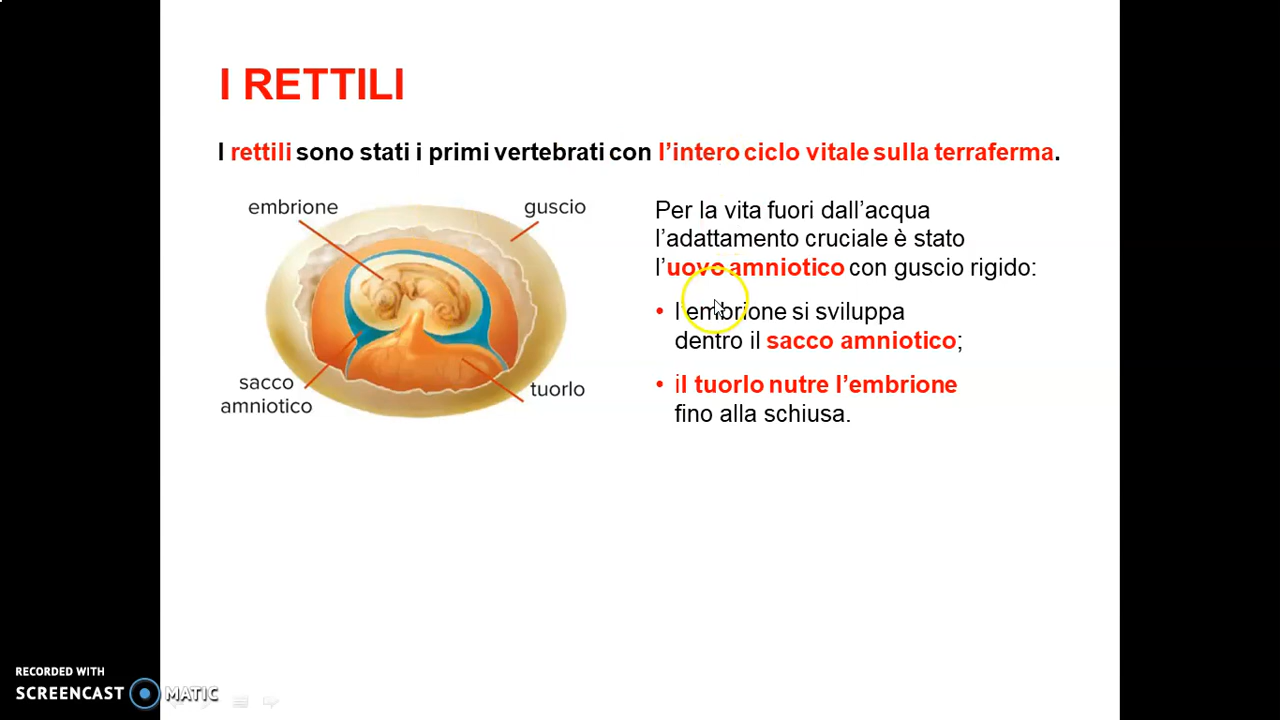 I RETTILI
I rettili sono stati i primi vertebrati con l'intero ciclo vitale sulla terraferma.
embrione
guscio
sacco
amniotico
tuorlo
Per la vita fuori dall'acqua
l'adattamento cruciale è stato
l'uovo amniotico con guscio rigido:
• l'embrione si sviluppa
dentro il sacco amniotico;
• il tuorlo nutre l'embrione
fino alla schiusa.
RECORDED WITH
SCREENCAST MATIC